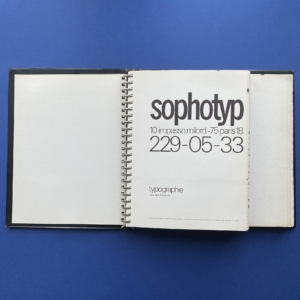 sophotyp
10 impasse milord-75 paris 18
229-05-33
typographie